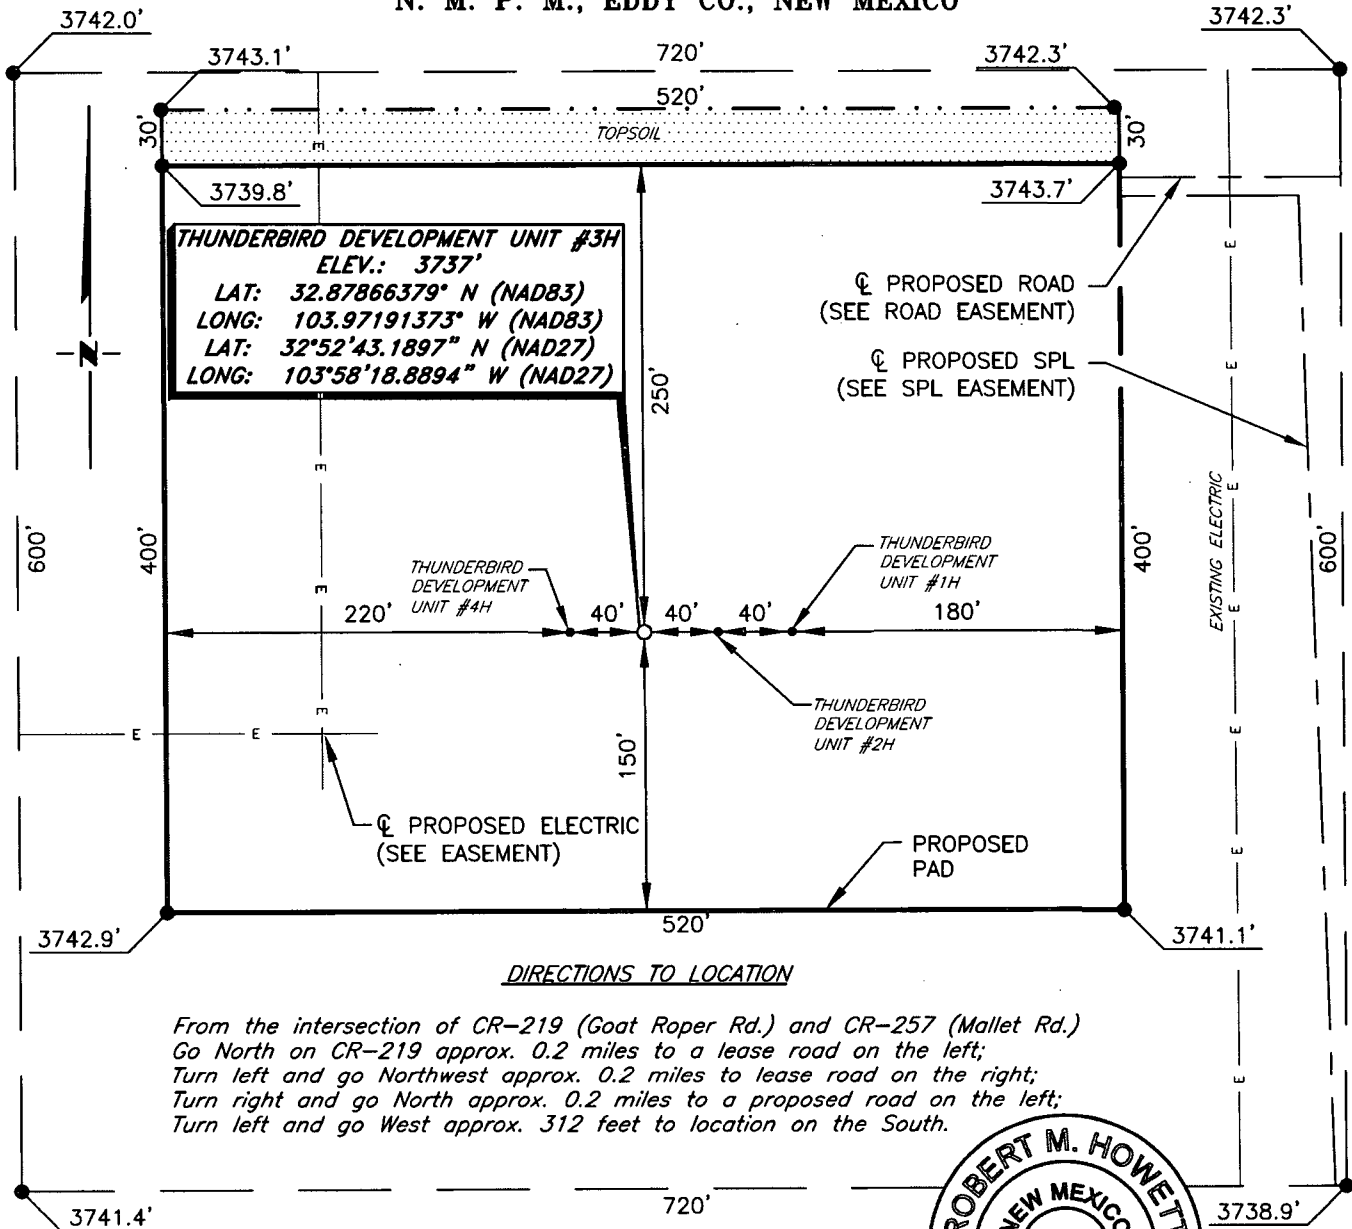 N. M. P. M., EDDY CO., NEW MEXICO
3742.0'
3742.3'
3743.1'
720'
3742.3'
520'
30'
TOPSOIL
30'
E
3739.8'
3743.7'
THUNDERBIRD DEVELOPMENT UNIT #3H
ELEV.: 3737'
LAT: 32.87866379° N (NAD83)
LONG: 103.97191373° W (NAD83)
LAT: 32°52'43.1897" N (NAD27)
LONG: 103°58'18.8894" W (NAD27)
N
E
℄ PROPOSED ROAD
(SEE ROAD EASEMENT)
℄ PROPOSED SPL
(SEE SPL EASEMENT)
250'
E
E
E
E
600'
400'
THUNDERBIRD
DEVELOPMENT
UNIT #4H
THUNDERBIRD
DEVELOPMENT
UNIT #1H
400'
EXISTING ELECTRIC
600'
E
E
220'
40'
40'
40'
180'
THUNDERBIRD
DEVELOPMENT
UNIT #2H
E
E
E
E
150'
℄ PROPOSED ELECTRIC
(SEE EASEMENT)
PROPOSED
PAD
E
3742.9'
520'
3741.1'
DIRECTIONS TO LOCATION
From the intersection of CR-219 (Goat Roper Rd.) and CR-257 (Mallet Rd.)
Go North on CR-219 approx. 0.2 miles to a lease road on the left;
Turn left and go Northwest approx. 0.2 miles to lease road on the right;
Turn right and go North approx. 0.2 miles to a proposed road on the left;
Turn left and go West approx. 312 feet to location on the South.
E
ROBERT M. HOWETT
NEW MEXICO
3741.4'
720'
3738.9'